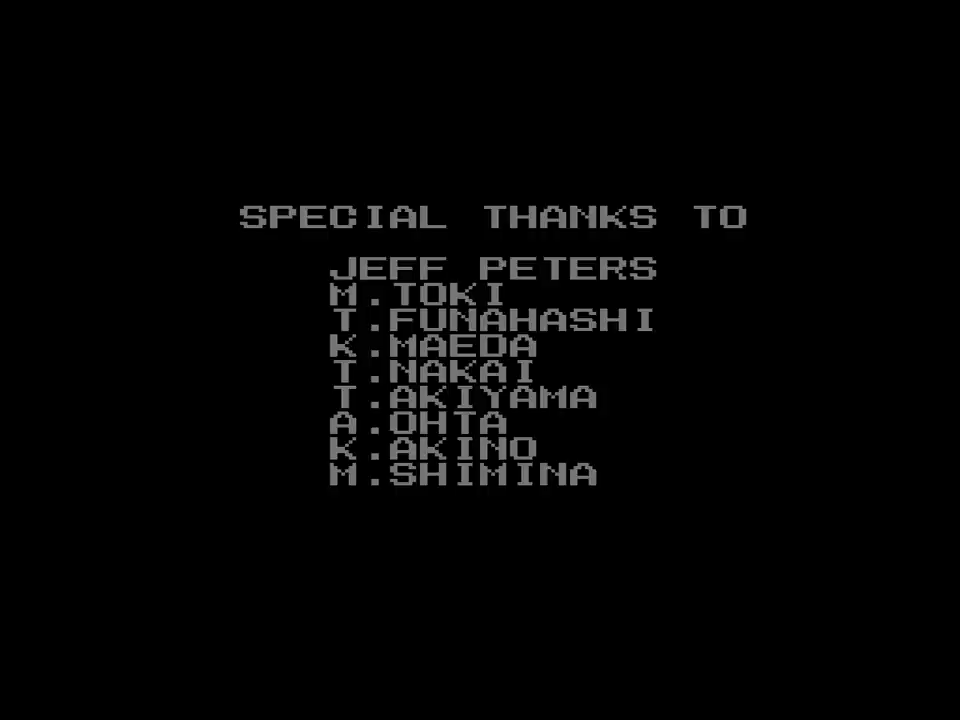 SPECIAL THANKS TO
JEFF PETERS
M.TOKI
T.FUNAHASHI
K.MAEDA
T.NAKAI
T.AKIYAMA
A.OHTA
K.AKINO
M.SHIMINA